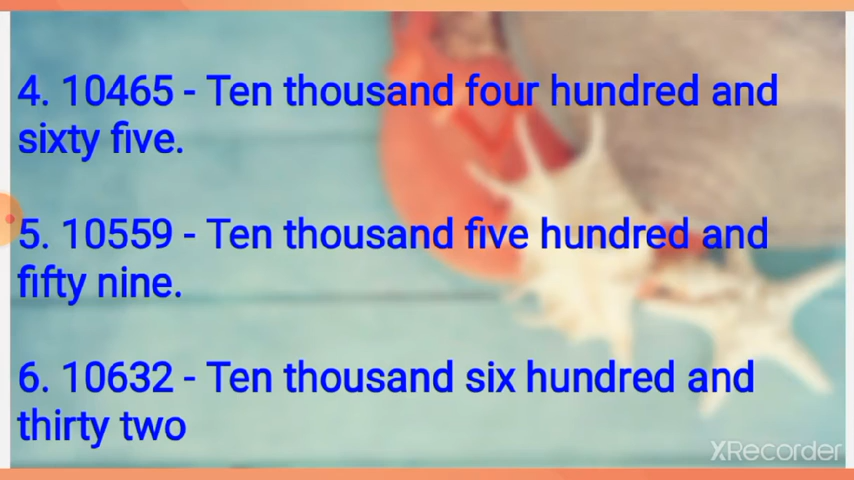 4. 10465 - Ten thousand four hundred and
sixty five.
5. 10559 - Ten thousand five hundred and
fifty nine.
6. 10632 - Ten thousand six hundred and
thirty two
XRecorder